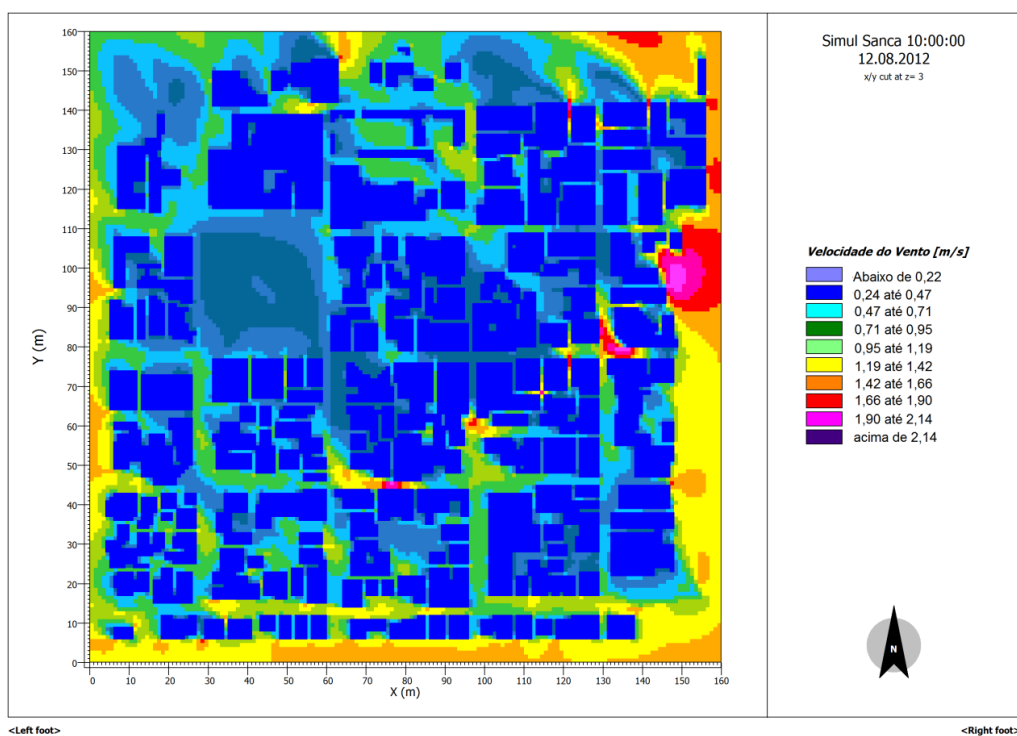 Simul Sanca 10:00:00
12.08.2012
x/y cut at z= 3
160
150
140
130
120
110
100
90
80
70
60
50
40
30
20
10
0
Y (m)
0 10 20 30 40 50 60 70 80 90 100 110 120 130 140 150 160
X (m)
Velocidade do Vento [m/s]
Abaixo de 0,22
0,24 até 0,47
0,47 até 0,71
0,71 até 0,95
0,95 até 1,19
1,19 até 1,42
1,42 até 1,66
1,66 até 1,90
1,90 até 2,14
acima de 2,14
N
<Left foot>
<Right foot>